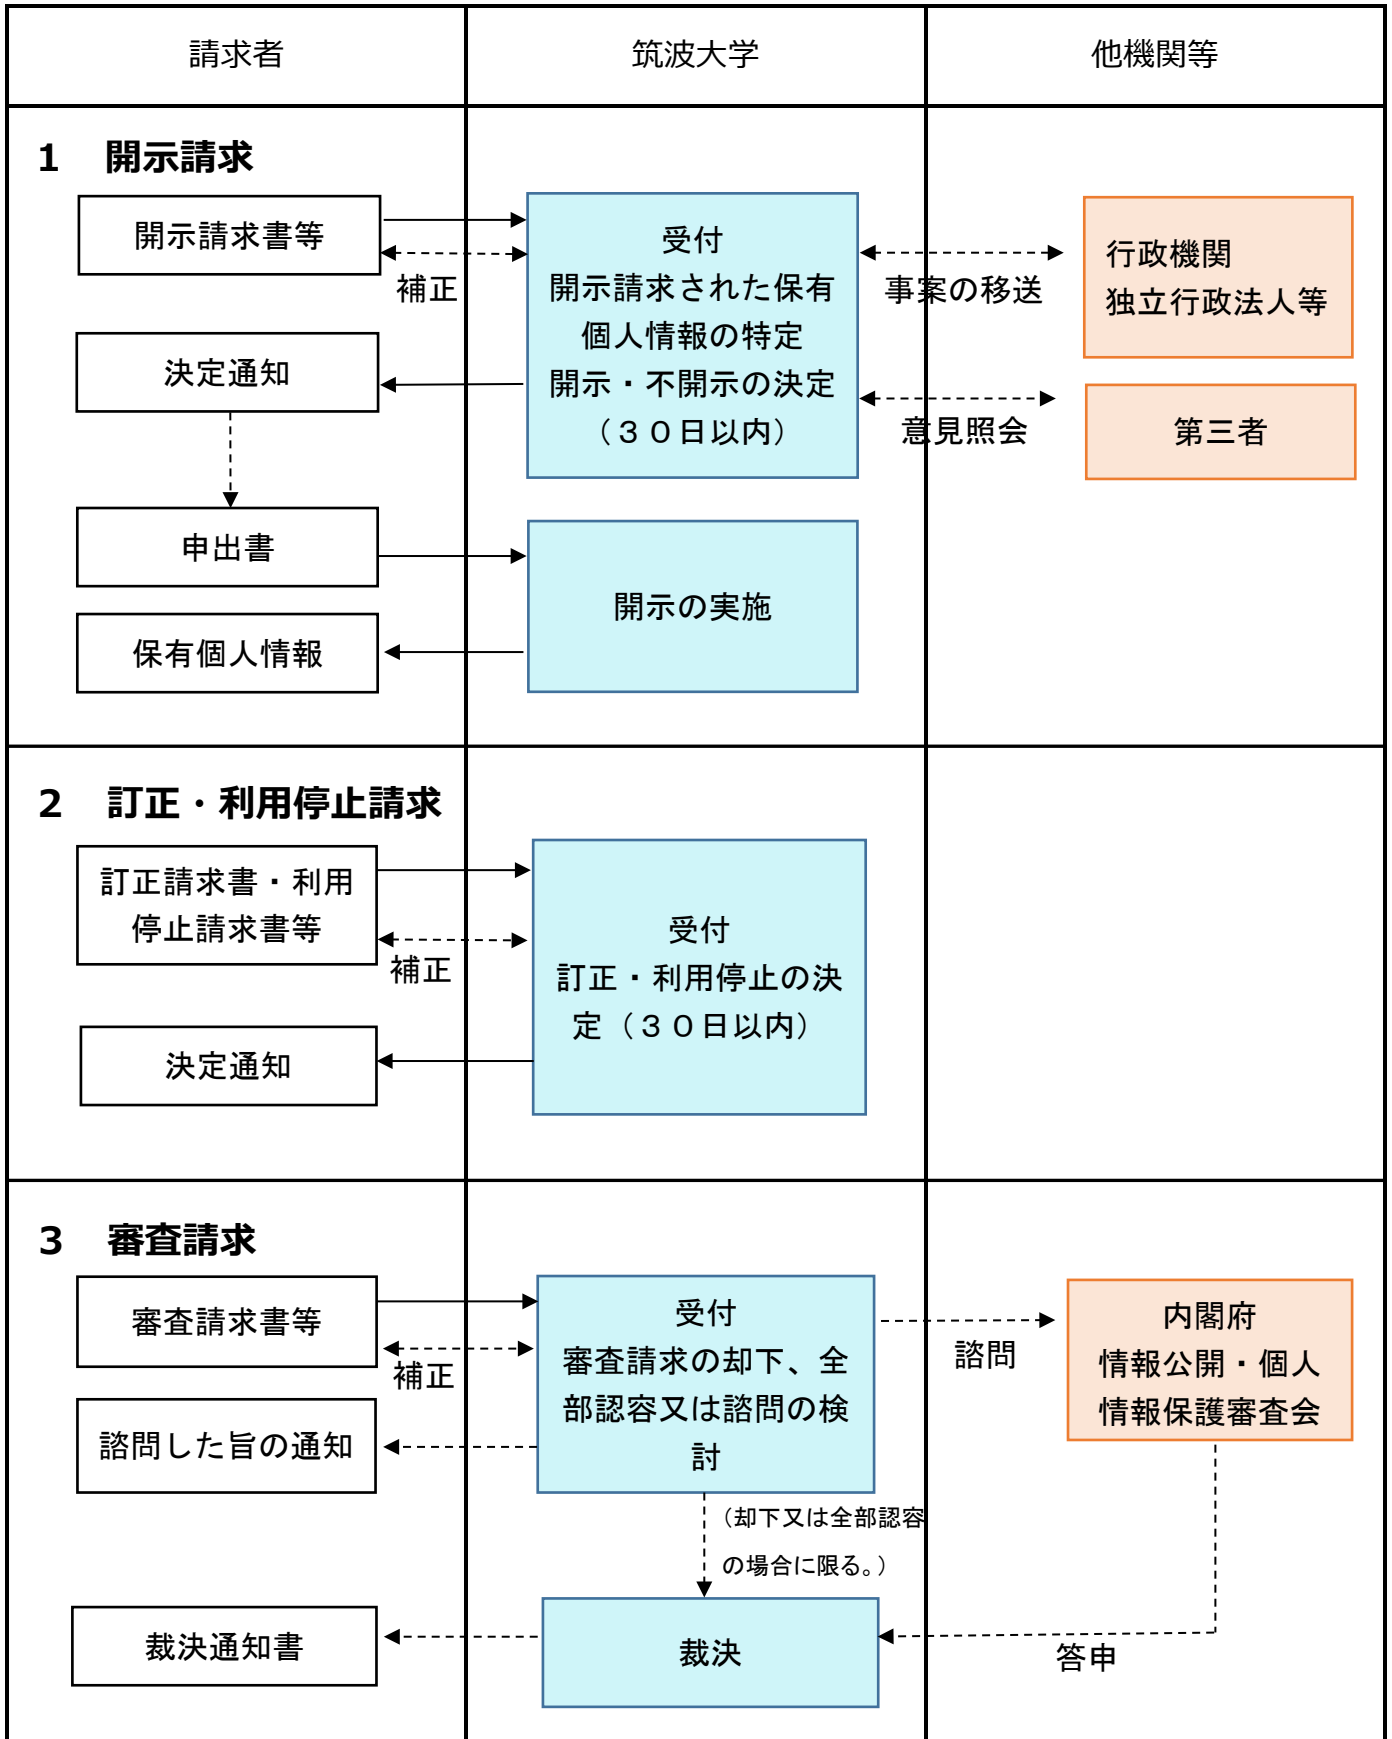 請求者
筑波大学
他機関等
1 開示請求
開示請求書等
補正
受付
開示請求された保有
個人情報の特定
開示・不開示の決定
（３０日以内）
事案の移送
行政機関
独立行政法人等
決定通知
意見照会
第三者
申出書
開示の実施
保有個人情報
2 訂正・利用停止請求
訂正請求書・利用
停止請求書等
補正
受付
訂正・利用停止の決
定（３０日以内）
決定通知
3 審査請求
審査請求書等
補正
受付
審査請求の却下、全
部認容又は諮問の検
討
諮問
内閣府
情報公開・個人
情報保護審査会
諮問した旨の通知
（却下又は全部認容
の場合に限る。）
裁決通知書
裁決
答申